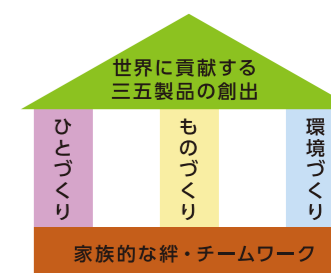 世界に貢献する
三五製品の創出
ひとづくり
ものづくり
環境づくり
家族的な絆・チームワーク